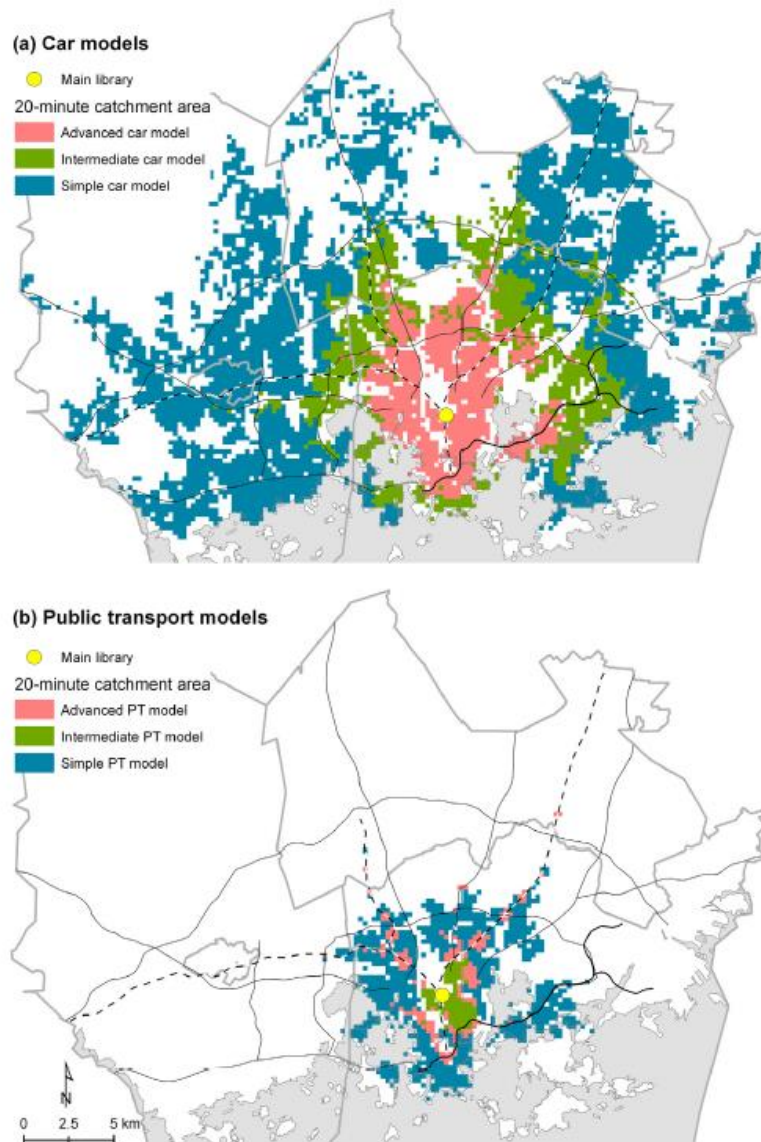 (a) Car models
Main library
20-minute catchment area
Advanced car model
Intermediate car model
Simple car model
(b) Public transport models
Main library
20-minute catchment area
Advanced PT model
Intermediate PT model
Simple PT model
N
0 2.5 5 km